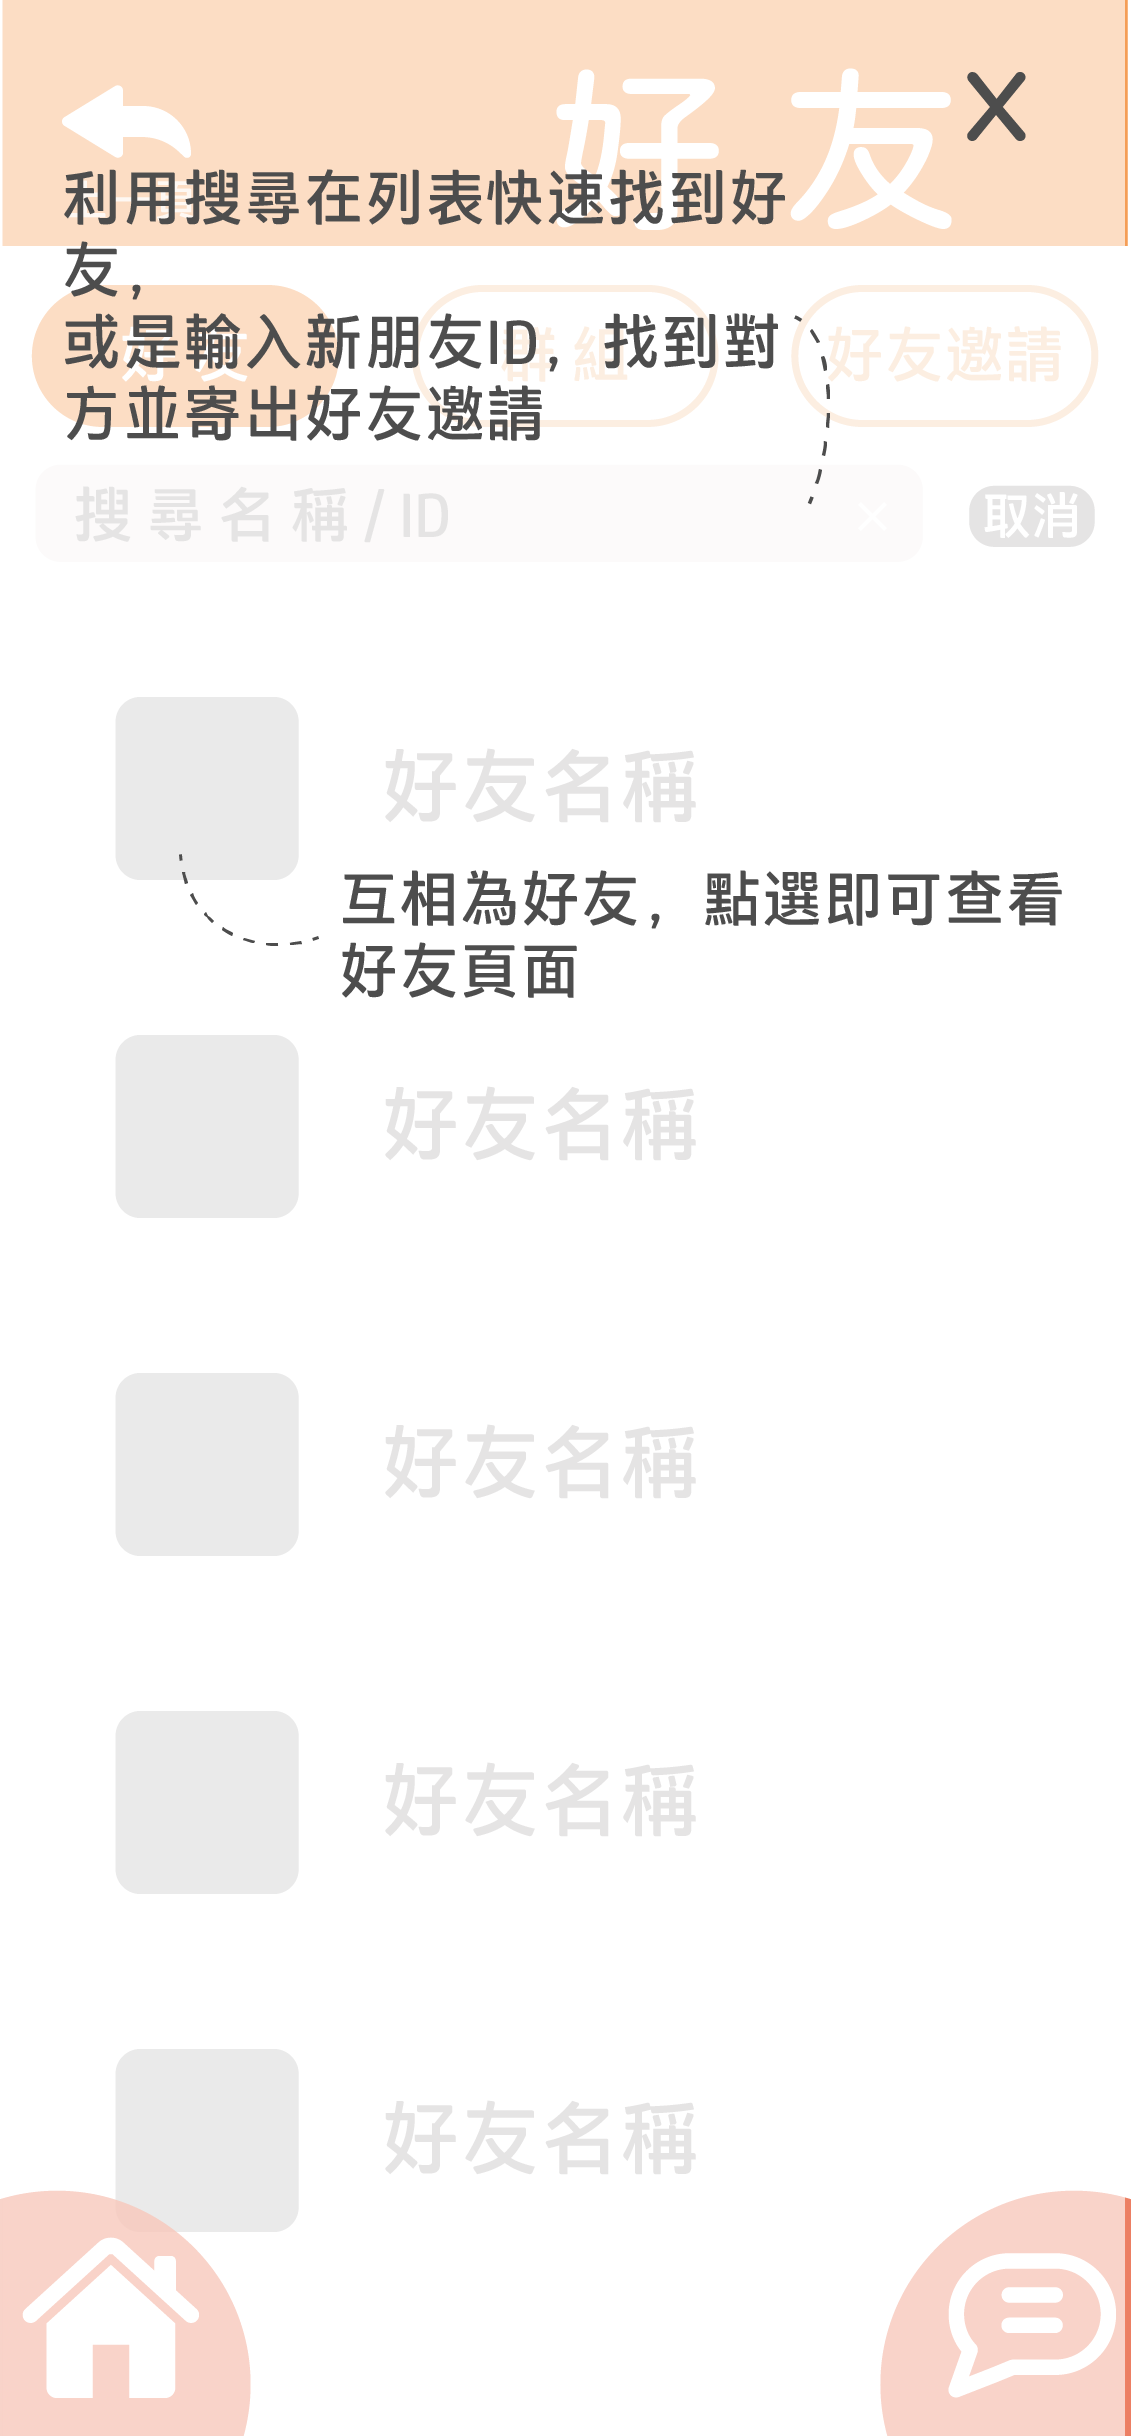 好友
利用搜尋在列表快速找到好
友，
或是輸入新朋友ID，找到對
方並寄出好友邀請
好友
群組
好友邀請
搜尋名稱/ID
取消
好友名稱
互相為好友，點選即可查看
好友頁面
好友名稱
好友名稱
好友名稱
好友名稱